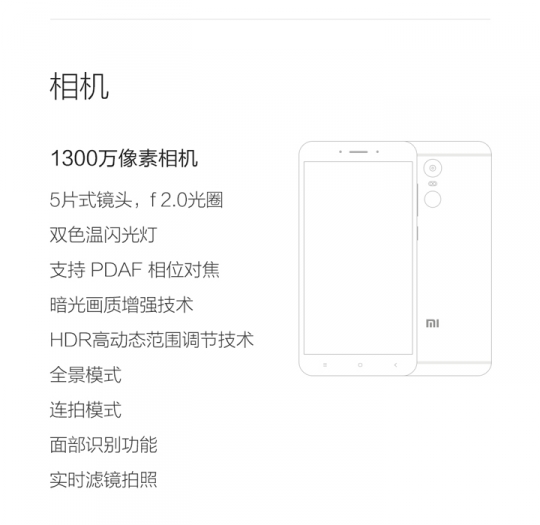 相机
1300万像素相机
5片式镜头，f 2.0光圈
双色温闪光灯
支持 PDAF 相位对焦
暗光画质增强技术
HDR高动态范围调节技术
全景模式
连拍模式
面部识别功能
实时滤镜拍照
mi